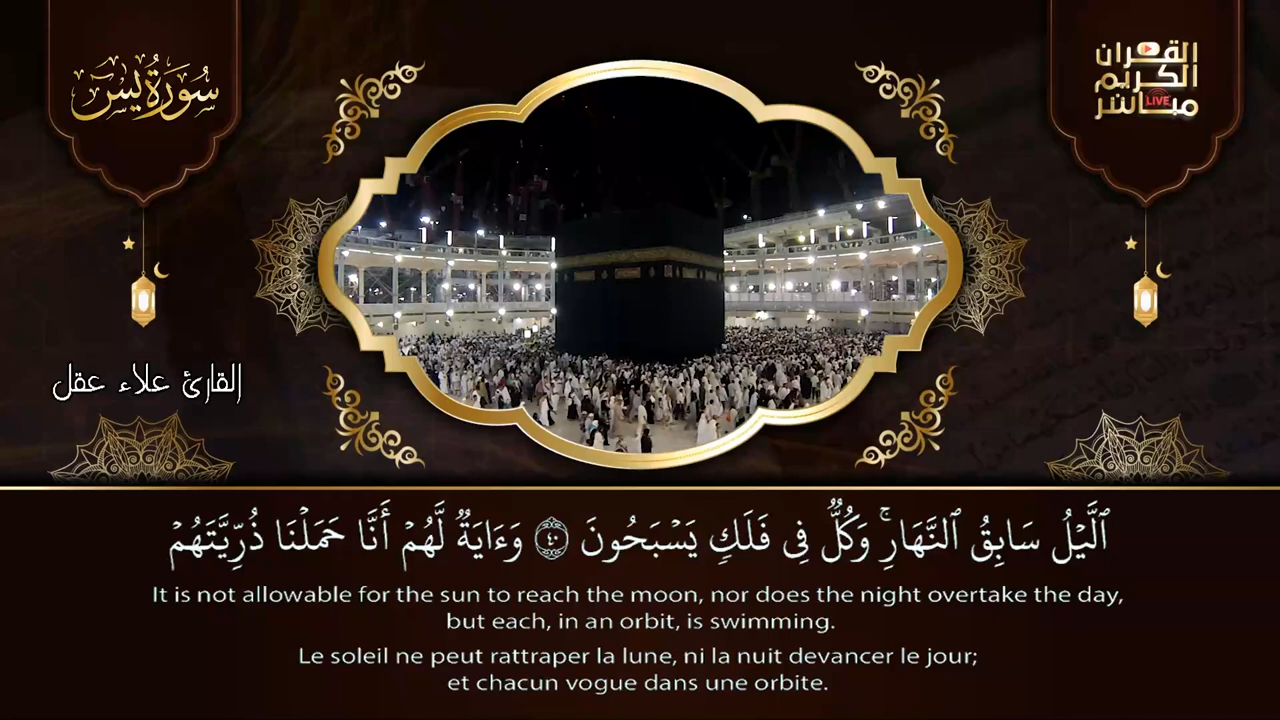 سُورَةُ يسٓ
القرآن
الكريم
مباشر
LIVE
القارئ علاء عقل
ٱلَّيۡلُ سَابِقُ ٱلنَّهَارِۚ وَكُلّٞ فِي فَلَكٖ يَسۡبَحُونَ ٤٠ وَءَايَةٞ لَّهُمۡ أَنَّا حَمَلۡنَا ذُرِّيَّتَهُمۡ
It is not allowable for the sun to reach the moon, nor does the night overtake the day,
but each, in an orbit, is swimming.
Le soleil ne peut rattraper la lune, ni la nuit devancer le jour;
et chacun vogue dans une orbite.